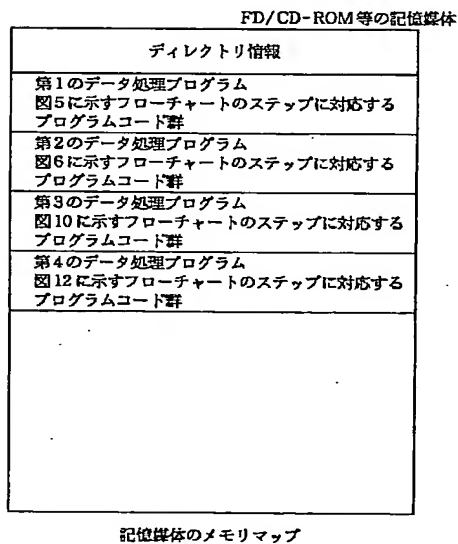 FD/CD-ROM等の記憶媒体
ディレクトリ情報
第1のデータ処理プログラム
図5に示すフローチャートのステップに対応する
プログラムコード群
第2のデータ処理プログラム
図6に示すフローチャートのステップに対応する
プログラムコード群
第3のデータ処理プログラム
図10に示すフローチャートのステップに対応する
プログラムコード群
第4のデータ処理プログラム
図12に示すフローチャートのステップに対応する
プログラムコード群
記憶媒体のメモリマップ